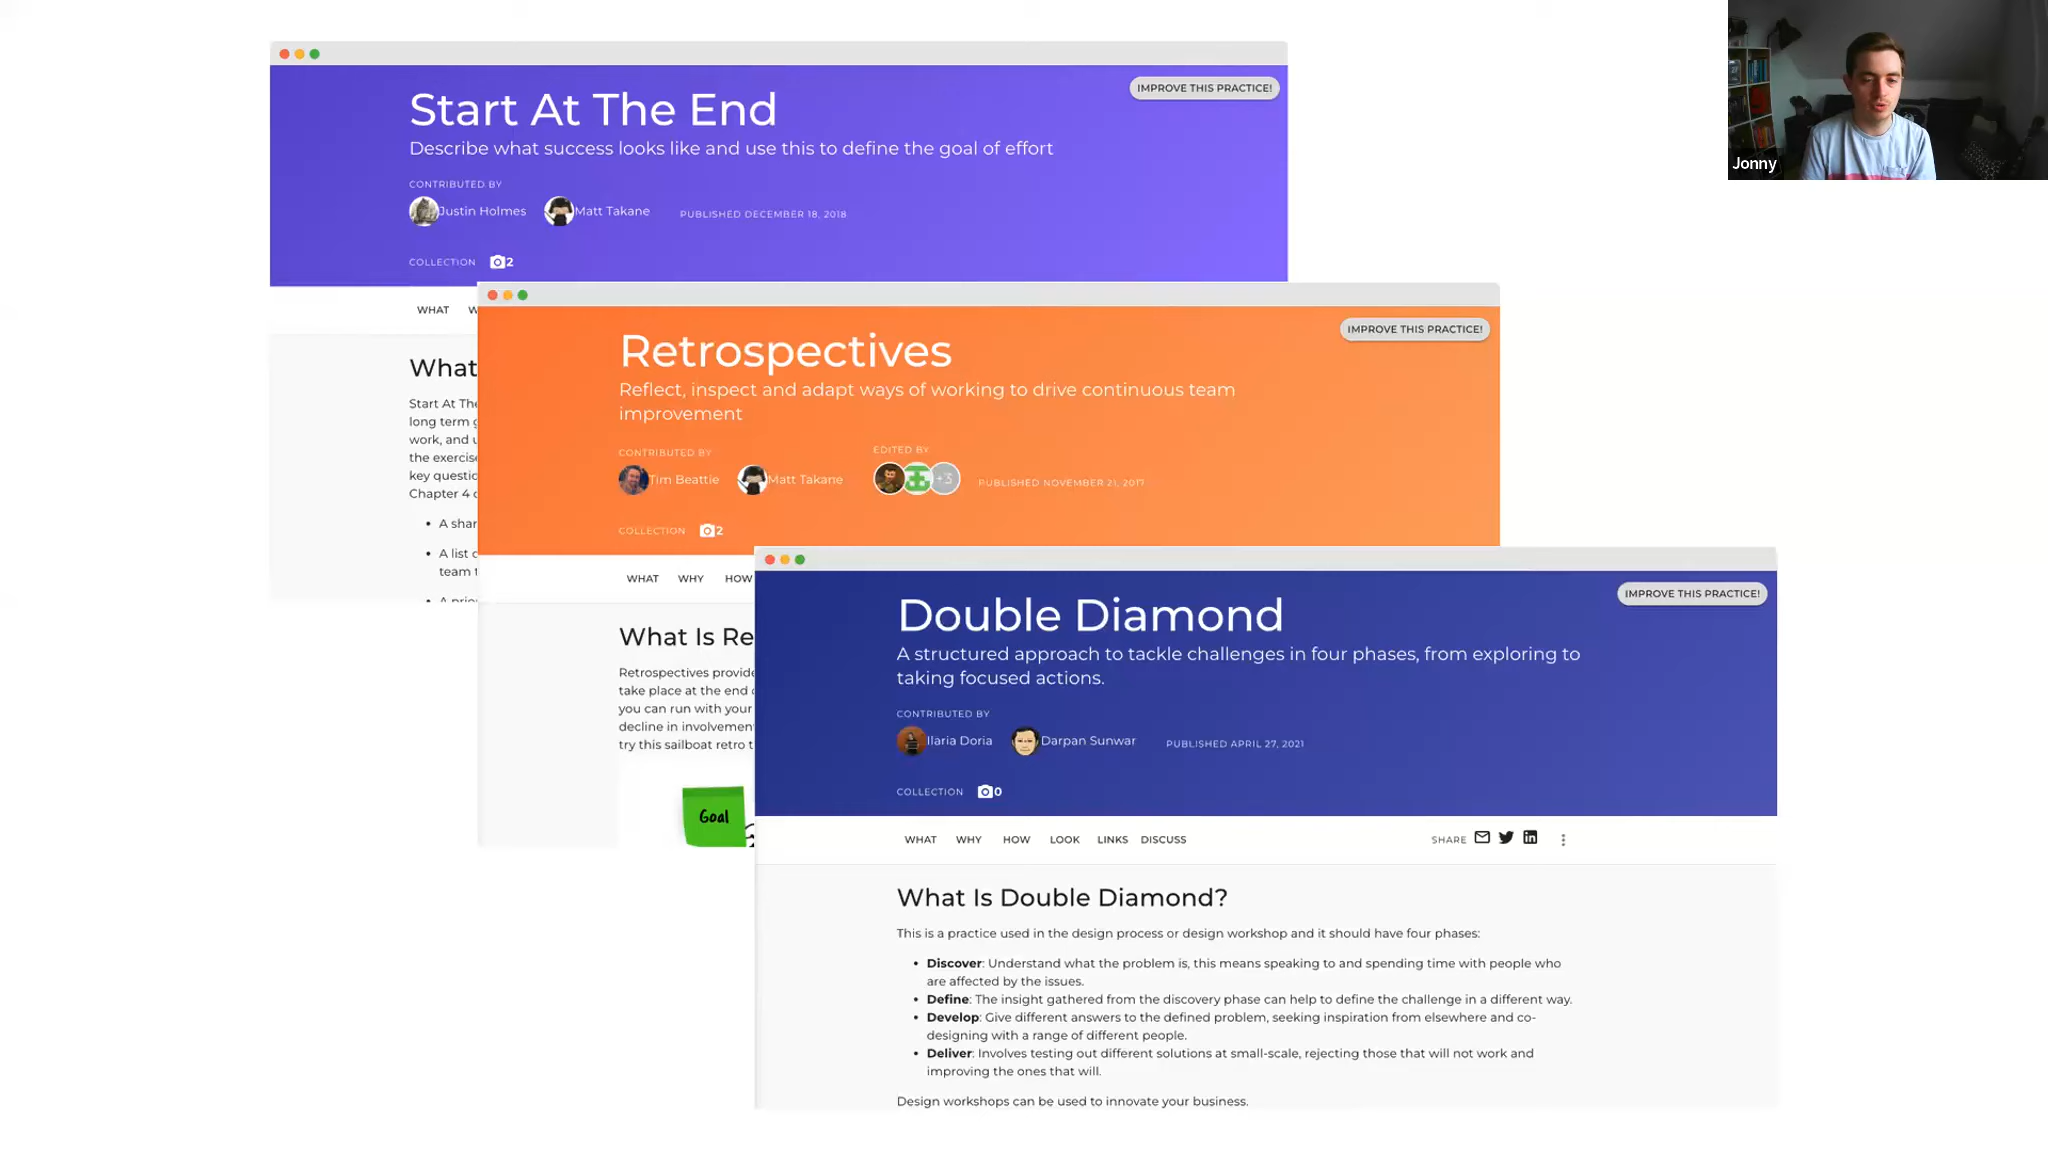 Jonny
IMPROVE THIS PRACTICE!
Start At The End
Describe what success looks like and use this to define the goal of effort
CONTRIBUTED BY
Justin Holmes Matt Takane PUBLISHED DECEMBER 18, 2018
COLLECTION 2
WHAT W
What
Start At The
long term g
work, and u
the exercise
key questio
Chapter 4 o
• A shar
• A list o
team t
• A prior
IMPROVE THIS PRACTICE!
Retrospectives
Reflect, inspect and adapt ways of working to drive continuous team
improvement
CONTRIBUTED BY EDITED BY
Tim Beattie Matt Takane +3 PUBLISHED NOVEMBER 21, 2017
COLLECTION 2
WHAT WHY HOW
What Is Re
Retrospectives provide
take place at the end o
you can run with your
decline in involvement
try this sailboat retro t
Goal
IMPROVE THIS PRACTICE!
Double Diamond
A structured approach to tackle challenges in four phases, from exploring to
taking focused actions.
CONTRIBUTED BY
Ilaria Doria Darpan Sunwar PUBLISHED APRIL 27, 2021
COLLECTION 0
WHAT WHY HOW LOOK LINKS DISCUSS SHARE
What Is Double Diamond?
This is a practice used in the design process or design workshop and it should have four phases:
• Discover: Understand what the problem is, this means speaking to and spending time with people who
are affected by the issues.
• Define: The insight gathered from the discovery phase can help to define the challenge in a different way.
• Develop: Give different answers to the defined problem, seeking inspiration from elsewhere and co-
designing with a range of different people.
• Deliver: Involves testing out different solutions at small-scale, rejecting those that will not work and
improving the ones that will.
Design workshops can be used to innovate your business.